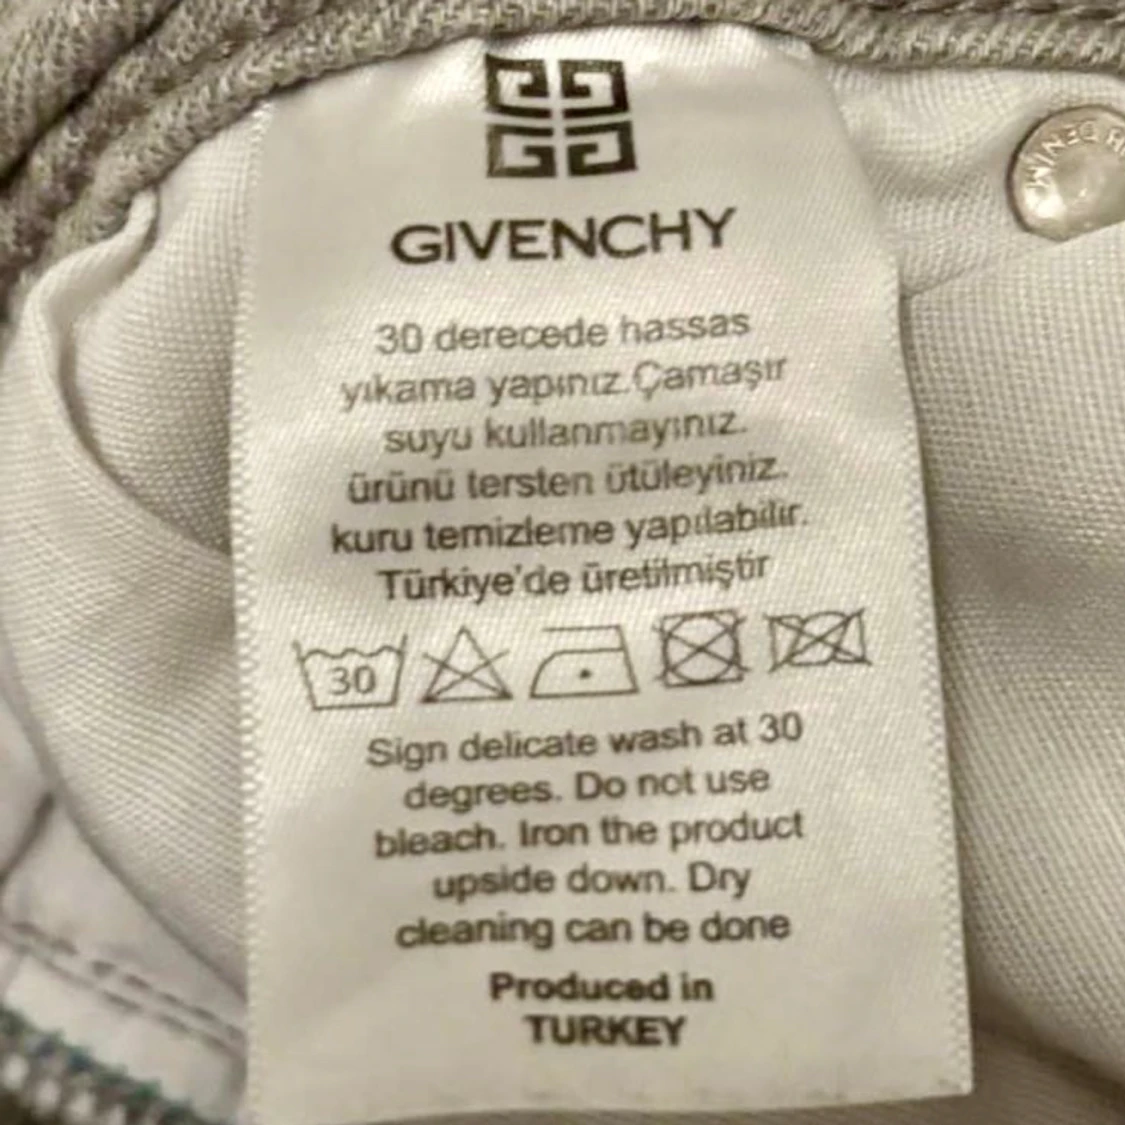 GIVENCHY
30 derecede hassas
yıkama yapınız.Çamaşır
suyu kullanmayınız.
ürünü tersten ütüleyiniz.
kuru temizleme yapılabilir.
Türkiye'de üretilmiştir
30
Sign delicate wash at 30
degrees. Do not use
bleach. Iron the product
upside down. Dry
cleaning can be done
Produced in
TURKEY
DENIM